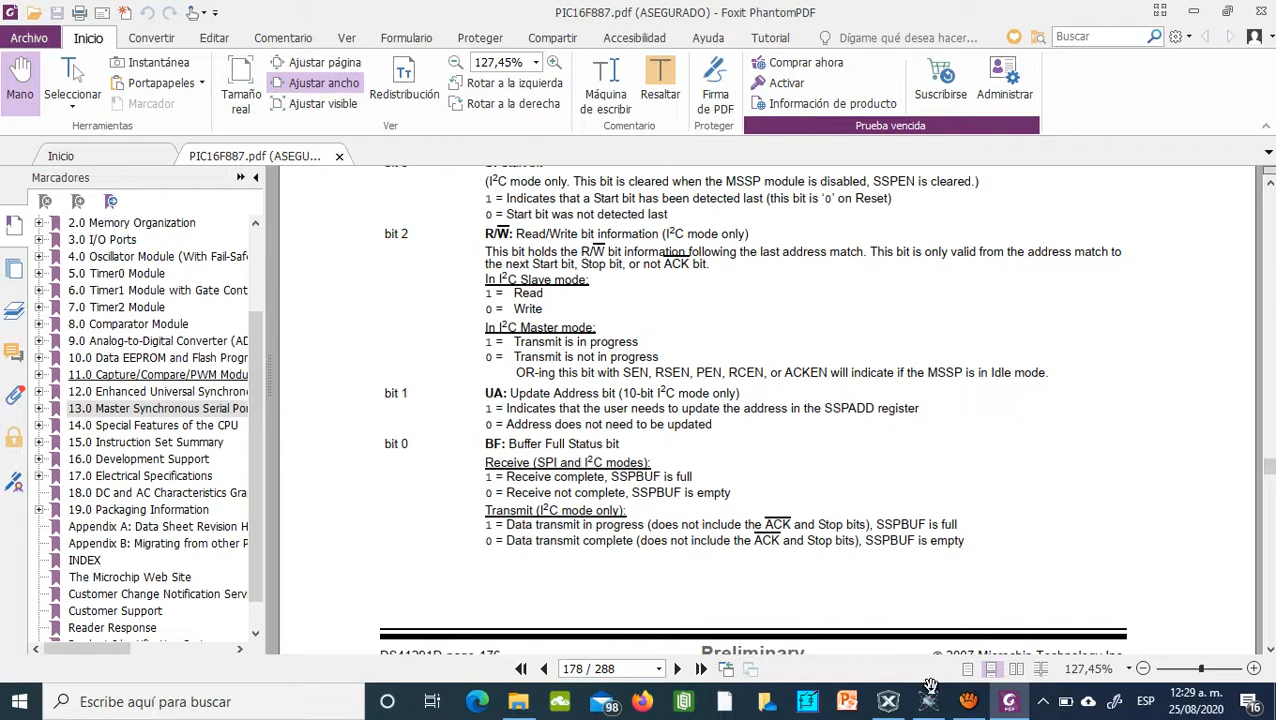 PIC16F887.pdf (ASEGURADO) - Foxit PhantomPDF
Archivo Inicio Convertir Editar Comentario Ver Formulario Proteger Compartir Accesibilidad Ayuda Tutorial Dígame qué desea hacer... Buscar
Mano
Seleccionar
Instantánea
Portapapeles
Marcador
Herramientas
Tamaño real
Ajustar página
Ajustar ancho
Ajustar visible
Redistribución
127,45%
Rotar a la izquierda
Rotar a la derecha
Ver
Máquina de escribir
Resaltar
Comentario
Firma de PDF
Proteger
Comprar ahora
Activar
Información de producto
Suscribirse
Administrar
Prueba vencida
Inicio PIC16F887.pdf (ASEGU...
Marcadores
2.0 Memory Organization
3.0 I/O Ports
4.0 Oscillator Module (With Fail-Safe
5.0 Timer0 Module
6.0 Timer1 Module with Gate Cont
7.0 Timer2 Module
8.0 Comparator Module
9.0 Analog-to-Digital Converter (AD
10.0 Data EEPROM and Flash Progr
11.0 Capture/Compare/PWM Modu
12.0 Enhanced Universal Synchrono
13.0 Master Synchronous Serial Por
14.0 Special Features of the CPU
15.0 Instruction Set Summary
16.0 Development Support
17.0 Electrical Specifications
18.0 DC and AC Characteristics Gra
19.0 Packaging Information
Appendix A: Data Sheet Revision H
Appendix B: Migrating from other P
INDEX
The Microchip Web Site
Customer Change Notification Serv
Customer Support
Reader Response
(I2C mode only. This bit is cleared when the MSSP module is disabled, SSPEN is cleared.)
1 = Indicates that a Start bit has been detected last (this bit is ‘0’ on Reset)
0 = Start bit was not detected last
bit 2 R/W: Read/Write bit information (I2C mode only)
This bit holds the R/W bit information following the last address match. This bit is only valid from the address match to
the next Start bit, Stop bit, or not ACK bit.
In I2C Slave mode:
1 = Read
0 = Write
In I2C Master mode:
1 = Transmit is in progress
0 = Transmit is not in progress
OR-ing this bit with SEN, RSEN, PEN, RCEN, or ACKEN will indicate if the MSSP is in Idle mode.
bit 1 UA: Update Address bit (10-bit I2C mode only)
1 = Indicates that the user needs to update the address in the SSPADD register
0 = Address does not need to be updated
bit 0 BF: Buffer Full Status bit
Receive (SPI and I2C modes):
1 = Receive complete, SSPBUF is full
0 = Receive not complete, SSPBUF is empty
Transmit (I2C mode only):
1 = Data transmit in progress (does not include the ACK and Stop bits), SSPBUF is full
0 = Data transmit complete (does not include the ACK and Stop bits), SSPBUF is empty
DS41291D-page 176 Preliminary © 2007 Microchip Technology Inc.
178 / 288
127,45%
Escribe aquí para buscar
98
ESP
12:29 a. m.
25/08/2020
16